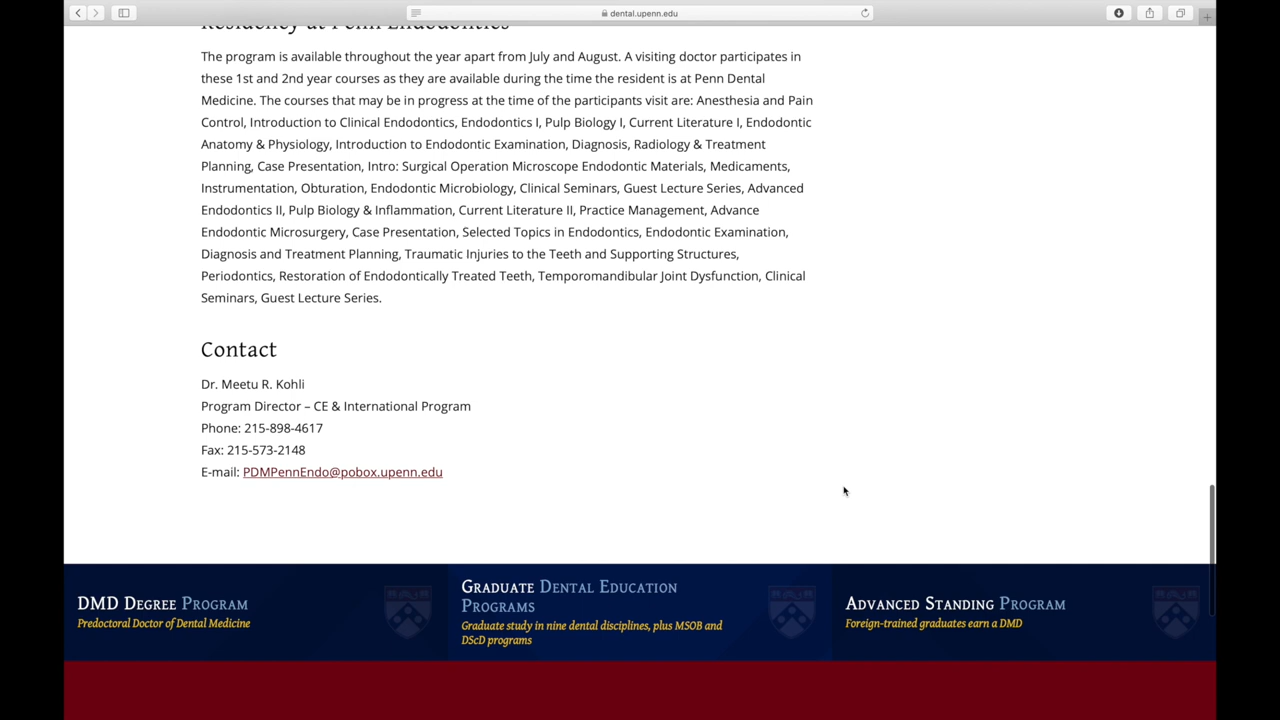 dental.upenn.edu
Residency at Penn Endodontics
The program is available throughout the year apart from July and August. A visiting doctor participates in
these 1st and 2nd year courses as they are available during the time the resident is at Penn Dental
Medicine. The courses that may be in progress at the time of the participants visit are: Anesthesia and Pain
Control, Introduction to Clinical Endodontics, Endodontics I, Pulp Biology I, Current Literature I, Endodontic
Anatomy & Physiology, Introduction to Endodontic Examination, Diagnosis, Radiology & Treatment
Planning, Case Presentation, Intro: Surgical Operation Microscope Endodontic Materials, Medicaments,
Instrumentation, Obturation, Endodontic Microbiology, Clinical Seminars, Guest Lecture Series, Advanced
Endodontics II, Pulp Biology & Inflammation, Current Literature II, Practice Management, Advance
Endodontic Microsurgery, Case Presentation, Selected Topics in Endodontics, Endodontic Examination,
Diagnosis and Treatment Planning, Traumatic Injuries to the Teeth and Supporting Structures,
Periodontics, Restoration of Endodontically Treated Teeth, Temporomandibular Joint Dysfunction, Clinical
Seminars, Guest Lecture Series.
Contact
Dr. Meetu R. Kohli
Program Director – CE & International Program
Phone: 215-898-4617
Fax: 215-573-2148
E-mail: PDMPennEndo@pobox.upenn.edu
DMD Degree Program
Predoctoral Doctor of Dental Medicine
Graduate Dental Education
Programs
Graduate study in nine dental disciplines, plus MSOB and
DScD programs
Advanced Standing Program
Foreign-trained graduates earn a DMD